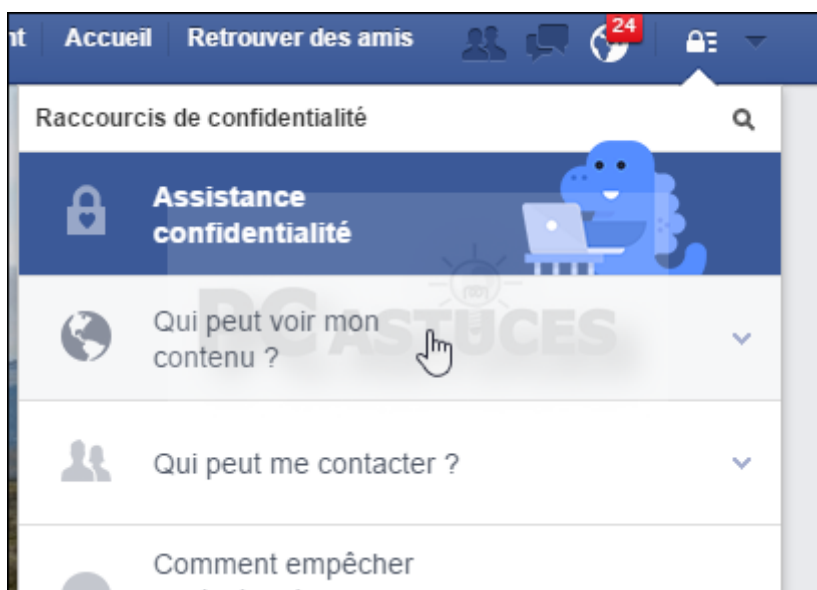 nt Accueil Retrouver des amis 24
Raccourcis de confidentialité
Assistance
confidentialité
PC ASTUCES
Qui peut voir mon
contenu ?
Qui peut me contacter ?
Comment empêcher